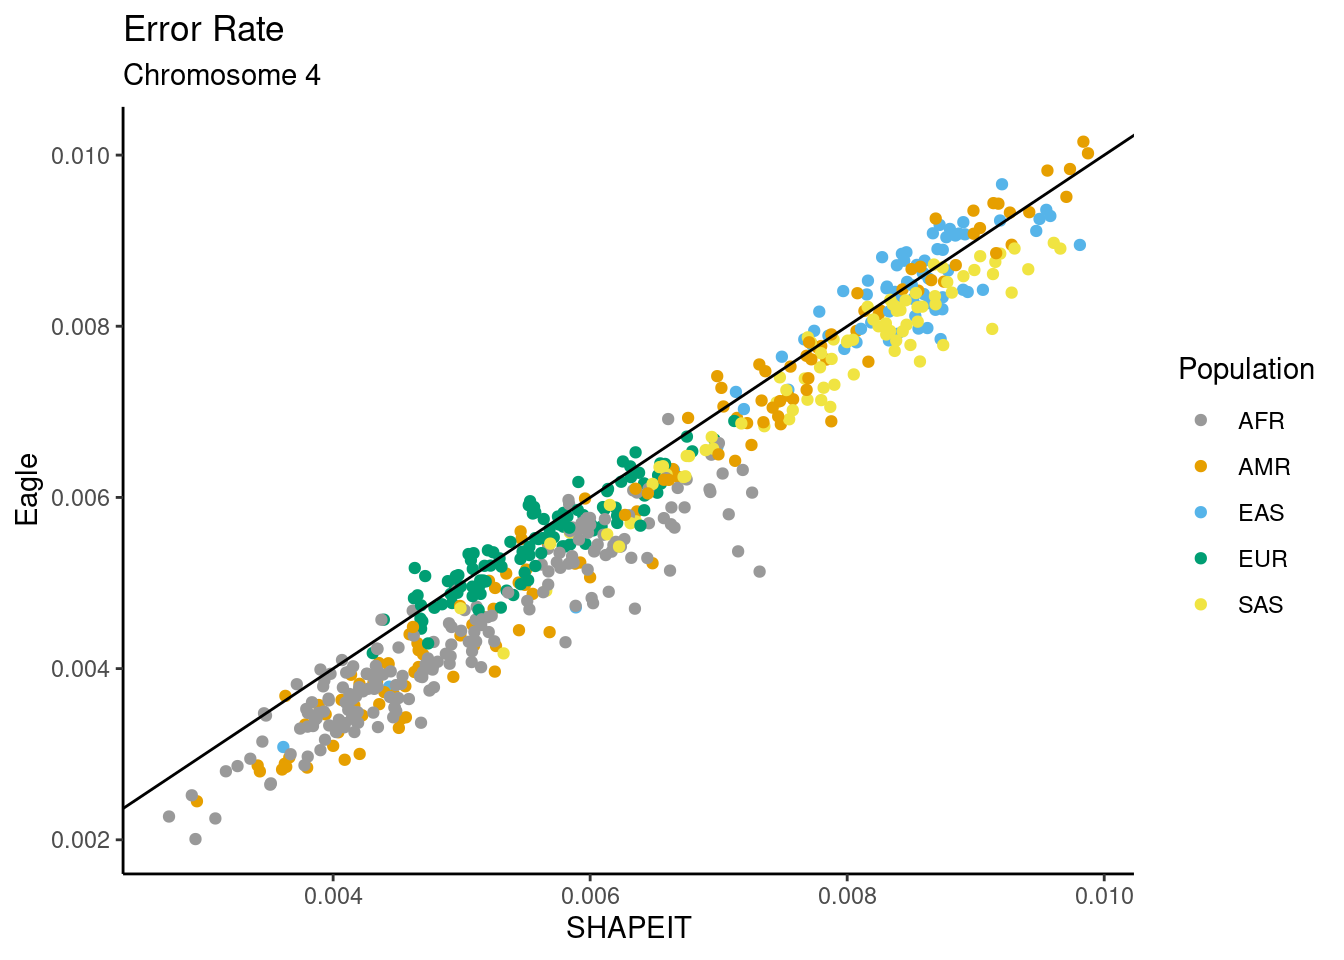 Error Rate
Chromosome 4
0.010
0.008
0.006
0.004
0.002
Eagle
0.004 0.006 0.008 0.010
SHAPEIT
Population
AFR
AMR
EAS
EUR
SAS